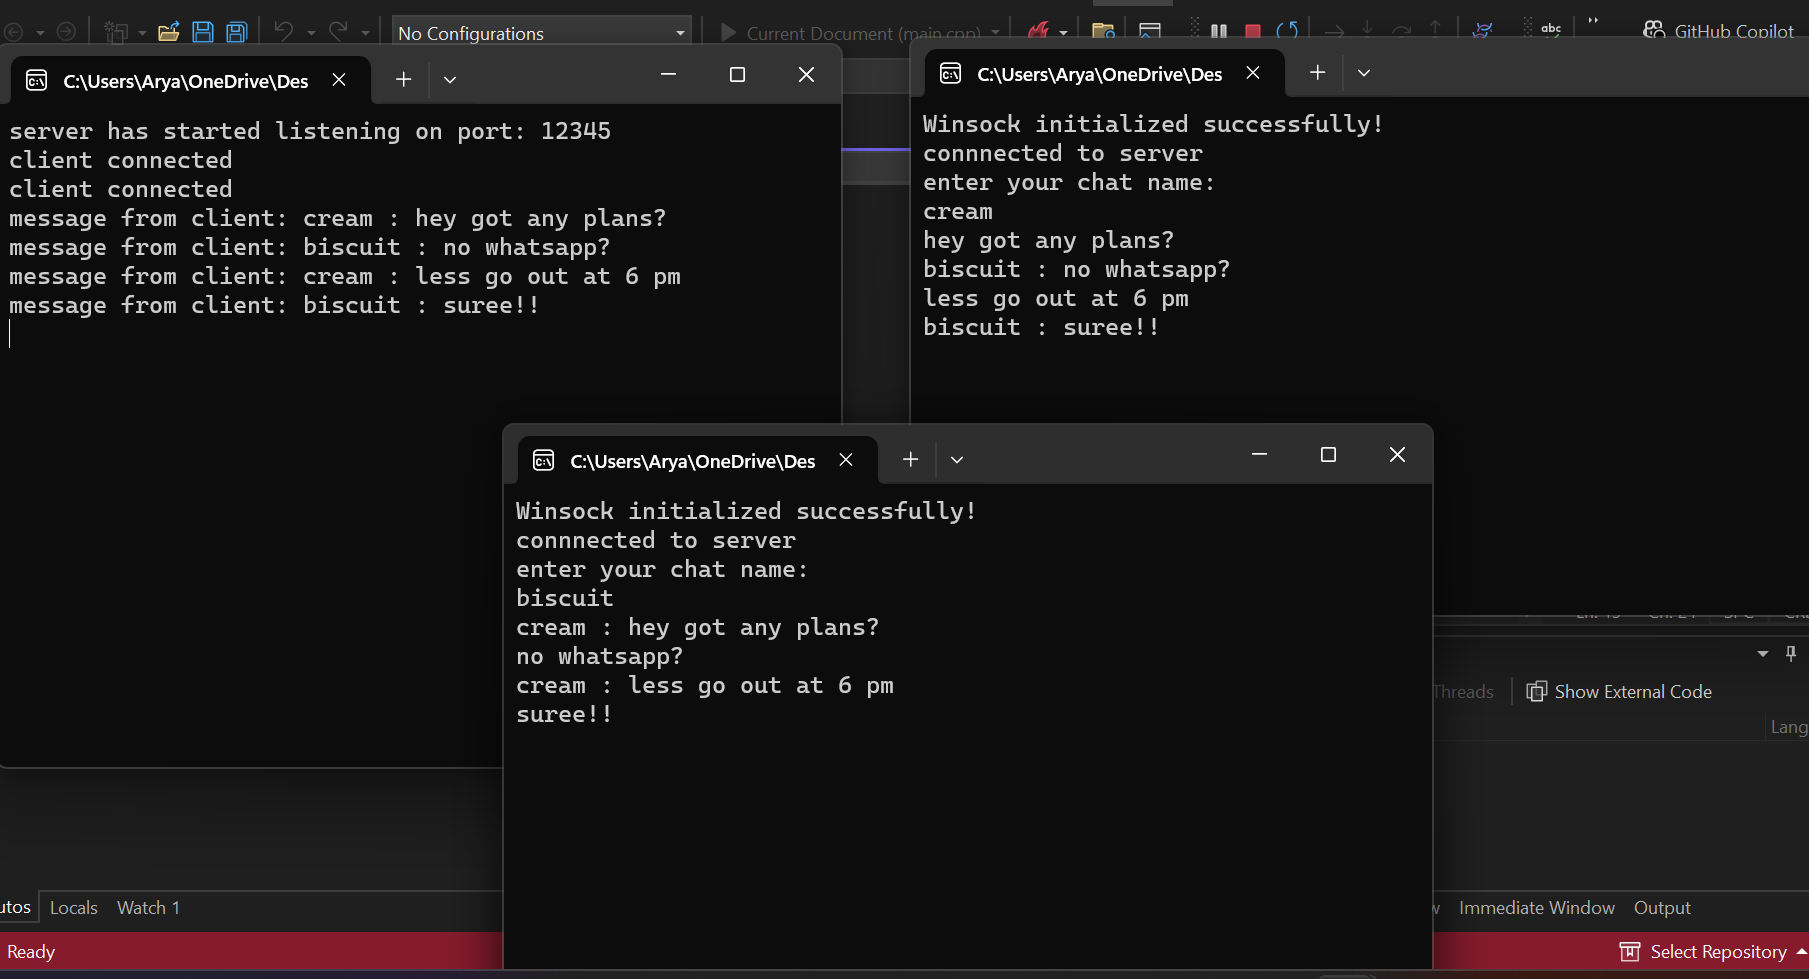 No Configurations
Current Document (main.cpp)
abc
GitHub Copilot
C:\Users\Arya\OneDrive\Des
server has started listening on port: 12345
client connected
client connected
message from client: cream : hey got any plans?
message from client: biscuit : no whatsapp?
message from client: cream : less go out at 6 pm
message from client: biscuit : suree!!
C:\Users\Arya\OneDrive\Des
Winsock initialized successfully!
connnected to server
enter your chat name:
cream
hey got any plans?
biscuit : no whatsapp?
less go out at 6 pm
biscuit : suree!!
C:\Users\Arya\OneDrive\Des
Winsock initialized successfully!
connnected to server
enter your chat name:
biscuit
cream : hey got any plans?
no whatsapp?
cream : less go out at 6 pm
suree!!
Threads
Show External Code
Lang
utos Locals Watch 1
Immediate Window Output
Ready
Select Repository